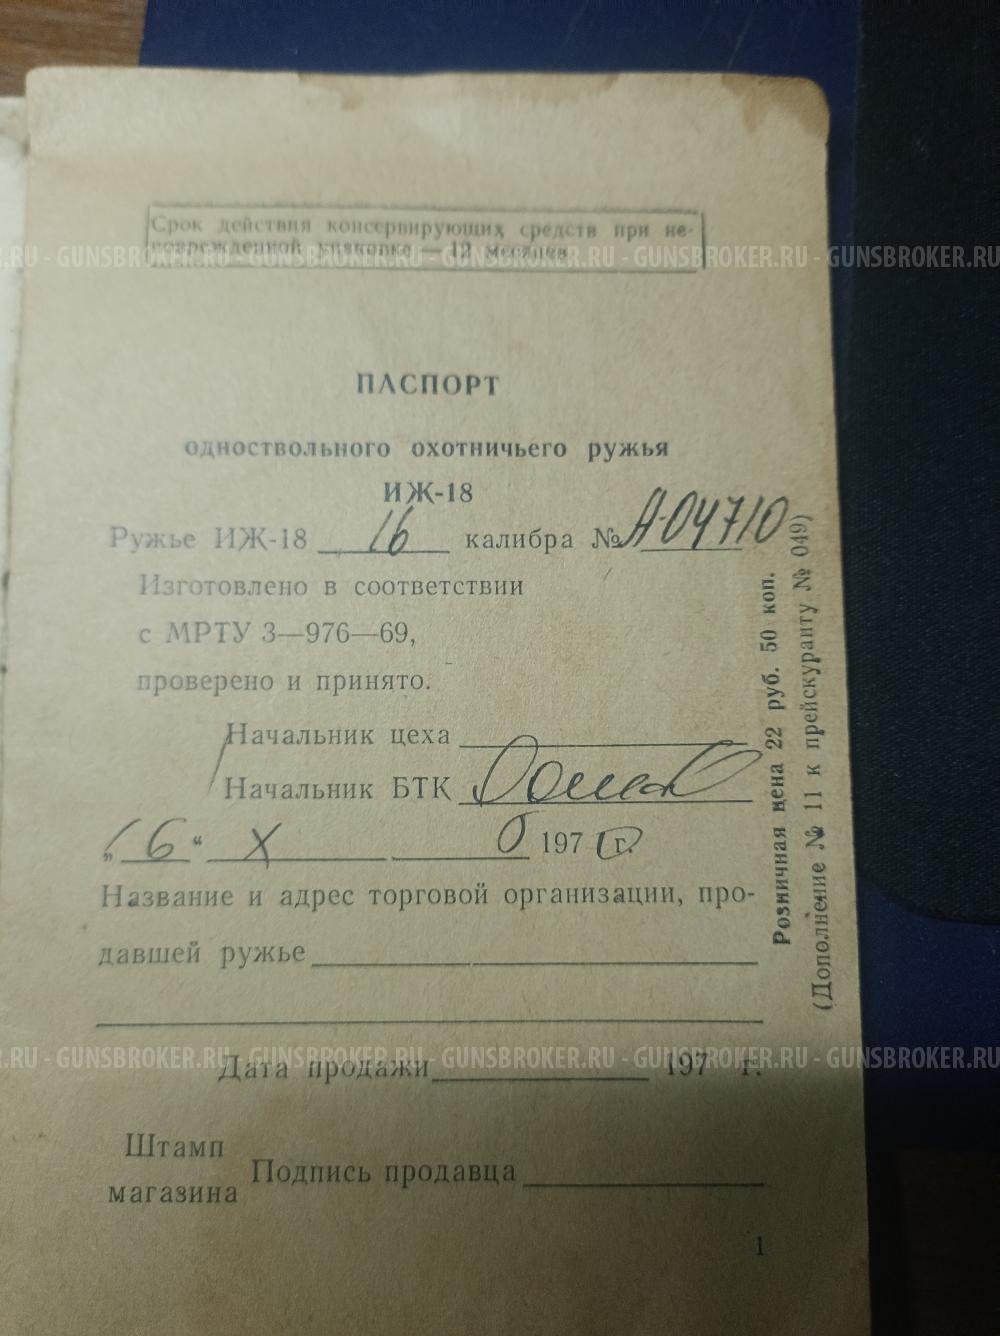 Срок действия консервирующих средств при не-
поврежденной упаковке — 12 месяцев.
.RU - GUNSBROKER.RU - GUNSBROKER.RU - GUNSBROKER.RU - GUNSBROKER.RU
ПАСПОРТ
одноствольного охотничьего ружья
ИЖ-18
Ружье ИЖ-18 16 калибра № А-04710
Изготовлено в соответствии
с МРТУ 3—976—69,
проверено и принято.
Начальник цеха
Начальник БТК
„16“ X 197 г.
Название и адрес торговой организации, про-
давшей ружье
.RU - GUNSBROKER.RU - GUNSBROKER.RU - GUNSBROKER.RU - GUNSBROKER.RU
Дата продажи 197 г.
Штамп
магазина
Подпись продавца
1
Розничная цена 22 руб. 50 коп.
(Дополнение № 11 к прейскуранту № 049)